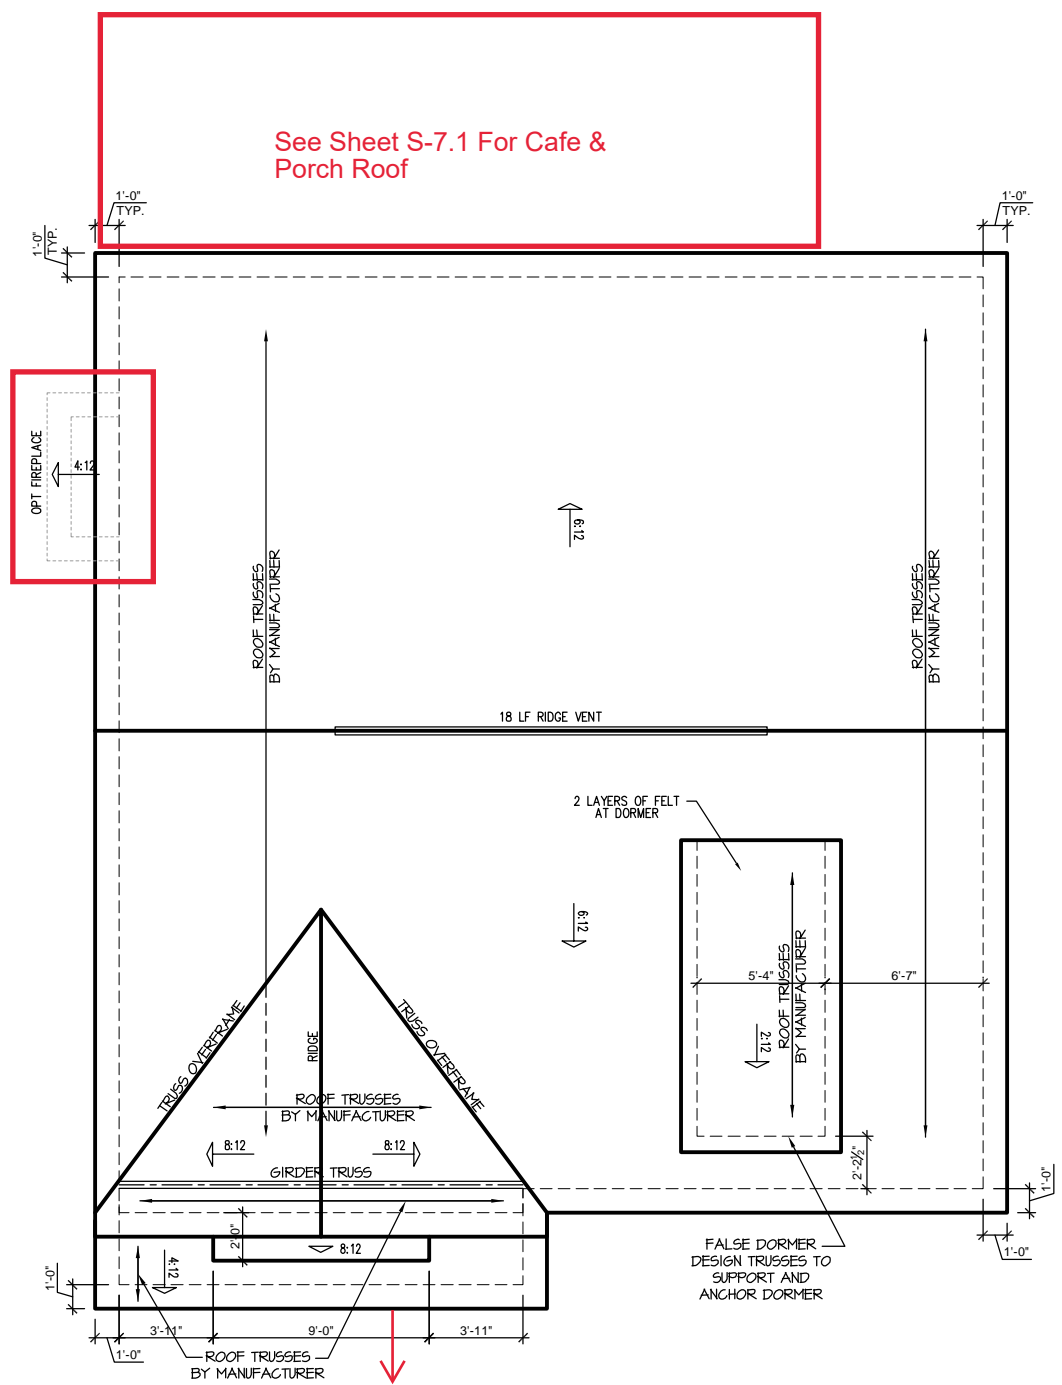 See Sheet S-7.1 For Cafe &
Porch Roof
1'-0"
TYP.
1'-0"
TYP.
1'-0"
TYP.
OPT FIREPLACE
4:12
6:12
ROOF TRUSSES
BY MANUFACTURER
ROOF TRUSSES
BY MANUFACTURER
18 LF RIDGE VENT
2 LAYERS OF FELT
AT DORMER
6:12
5'-4"
6'-7"
ROOF TRUSSES
BY MANUFACTURER
2:12
TRUSS OVERFRAME
RIDGE
TRUSS OVERFRAME
ROOF TRUSSES
BY MANUFACTURER
8:12
8:12
GIRDER TRUSS
2'-2½"
1'-0"
2'-0"
8:12
4:12
1'-0"
FALSE DORMER
DESIGN TRUSSES TO
SUPPORT AND
ANCHOR DORMER
1'-0"
3'-11"
9'-0"
3'-11"
1'-0"
ROOF TRUSSES
BY MANUFACTURER